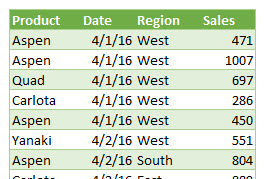 Product Date Region Sales
Aspen 4/1/16 West 471
Aspen 4/1/16 West 1007
Quad 4/1/16 West 697
Carlota 4/1/16 West 286
Aspen 4/1/16 West 450
Yanaki 4/2/16 West 551
Aspen 4/2/16 South 804